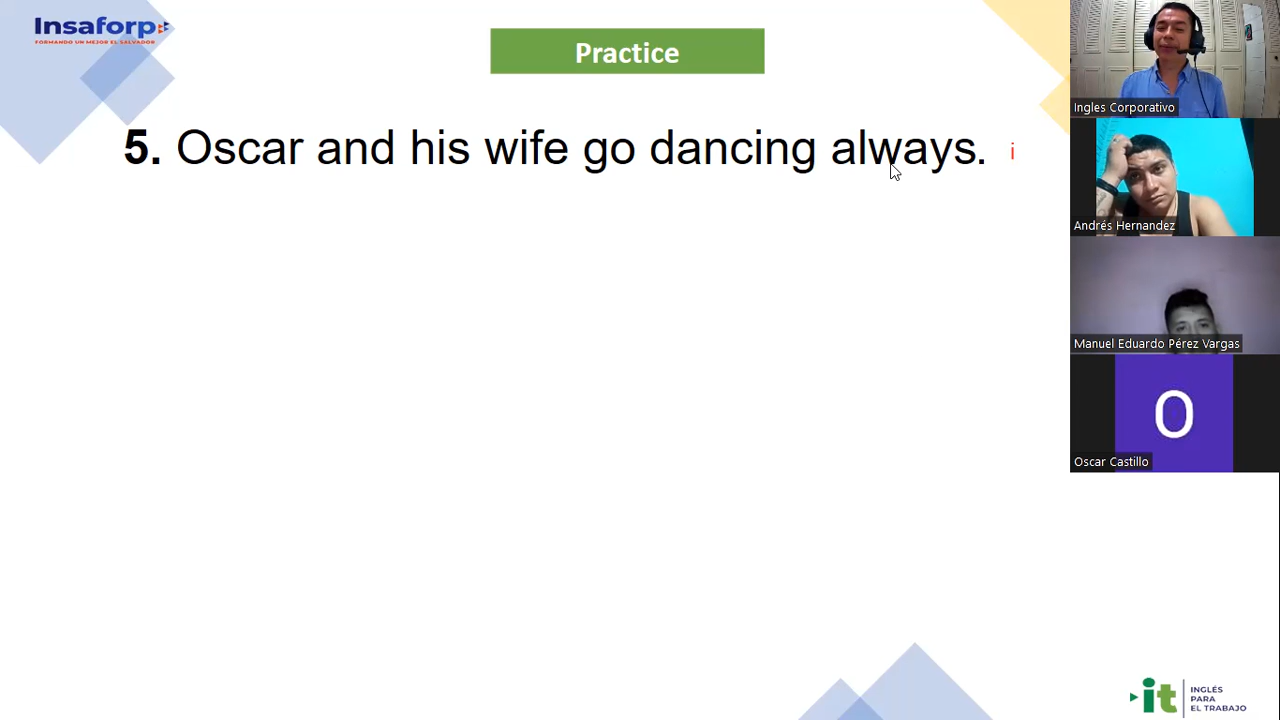 Insaforp
FORMANDO UN MEJOR EL SALVADOR
Practice
5. Oscar and his wife go dancing always. i
Ingles Corporativo
Andrés Hernandez
Manuel Eduardo Pérez Vargas
O
Oscar Castillo
it
INGLÉS
PARA
EL TRABAJO